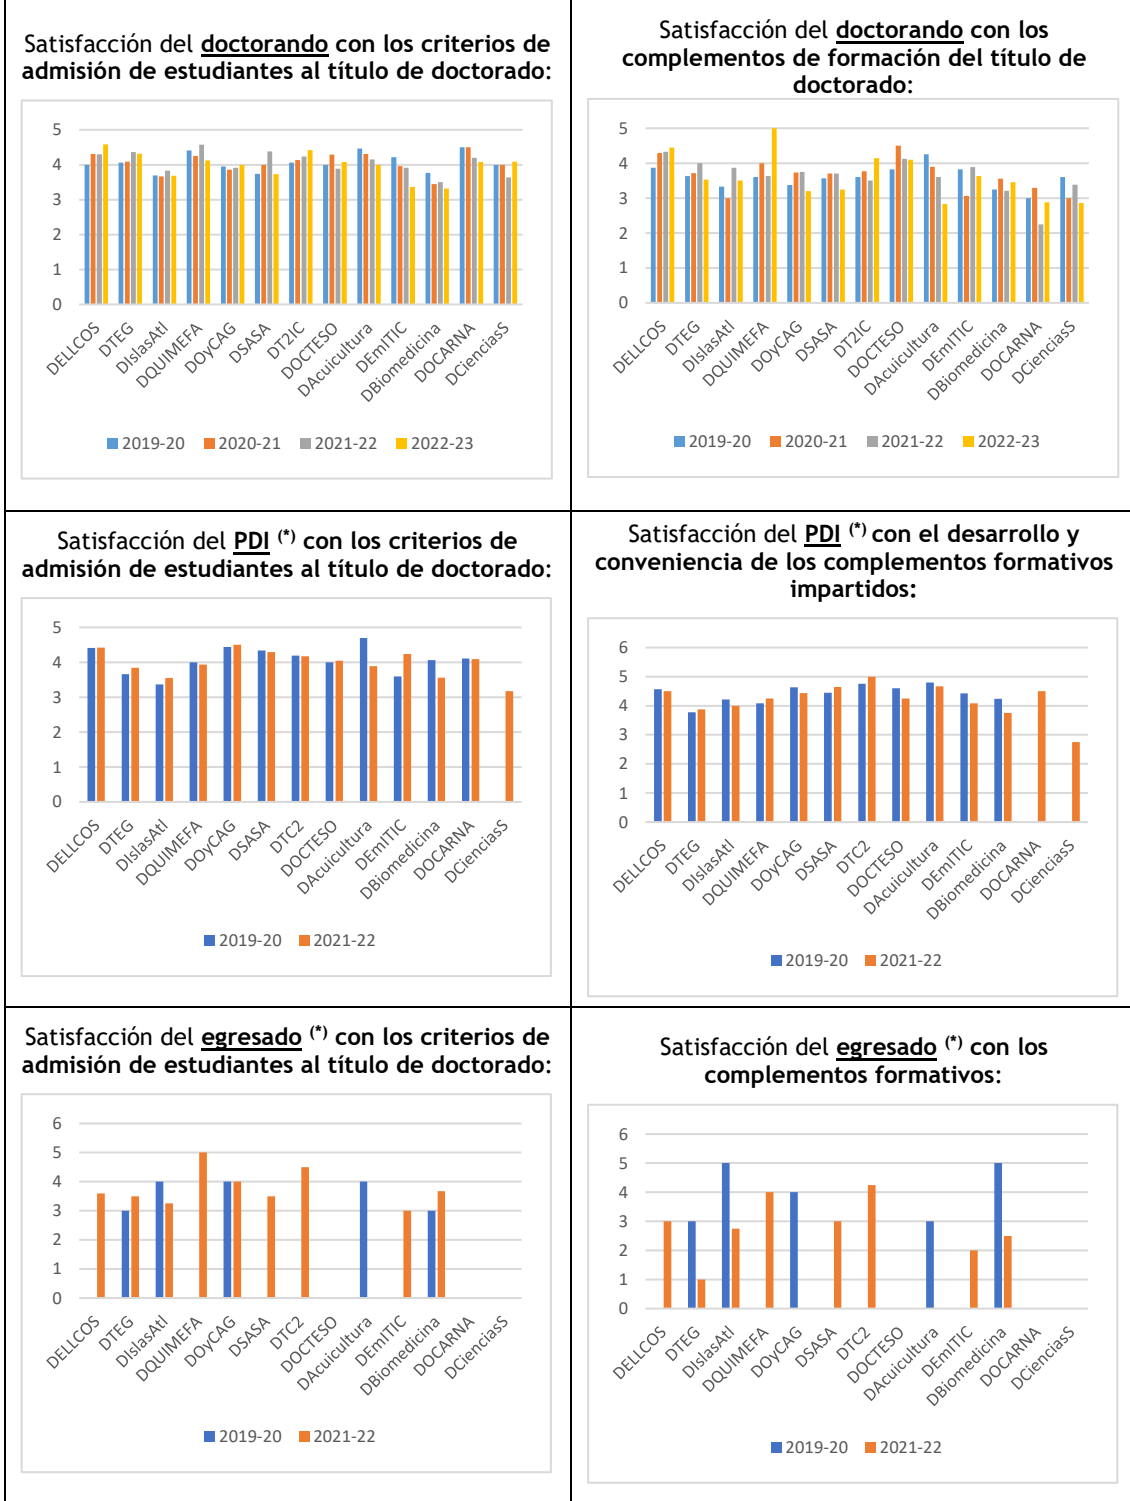 Satisfacción del doctorando con los criterios de
admisión de estudiantes al título de doctorado:
5
4
3
2
1
0
DELLCOS
DTEG
DIslasAtl
DQUIMEFA
DOyCAG
DSASA
DT2IC
DOCTESO
DAcuicultura
DEmITIC
DBiomedicina
DOCARNA
DCienciasS
2019-20 2020-21 2021-22 2022-23
Satisfacción del doctorando con los
complementos de formación del título de
doctorado:
5
4
3
2
1
0
DELLCOS
DTEG
DIslasAtl
DQUIMEFA
DOyCAG
DSASA
DT2IC
DOCTESO
DAcuicultura
DEmITIC
DBiomedicina
DOCARNA
DCienciasS
2019-20 2020-21 2021-22 2022-23
Satisfacción del PDI (*) con los criterios de
admisión de estudiantes al título de doctorado:
5
4
3
2
1
0
DELLCOS
DTEG
DIslasAtl
DQUIMEFA
DOyCAG
DSASA
DTC2
DOCTESO
DAcuicultura
DEmITIC
DBiomedicina
DOCARNA
DCienciasS
2019-20 2021-22
Satisfacción del PDI (*) con el desarrollo y
conveniencia de los complementos formativos
impartidos:
6
5
4
3
2
1
0
DELLCOS
DTEG
DIslasAtl
DQUIMEFA
DOyCAG
DSASA
DTC2
DOCTESO
DAcuicultura
DEmITIC
DBiomedicina
DOCARNA
DCienciasS
2019-20 2021-22
Satisfacción del egresado (*) con los criterios de
admisión de estudiantes al título de doctorado:
6
5
4
3
2
1
0
DELLCOS
DTEG
DIslasAtl
DQUIMEFA
DOyCAG
DSASA
DTC2
DOCTESO
DAcuicultura
DEmITIC
DBiomedicina
DOCARNA
DCienciasS
2019-20 2021-22
Satisfacción del egresado (*) con los
complementos formativos:
6
5
4
3
2
1
0
DELLCOS
DTEG
DIslasAtl
DQUIMEFA
DOyCAG
DSASA
DTC2
DOCTESO
DAcuicultura
DEmITIC
DBiomedicina
DOCARNA
DCienciasS
2019-20 2021-22